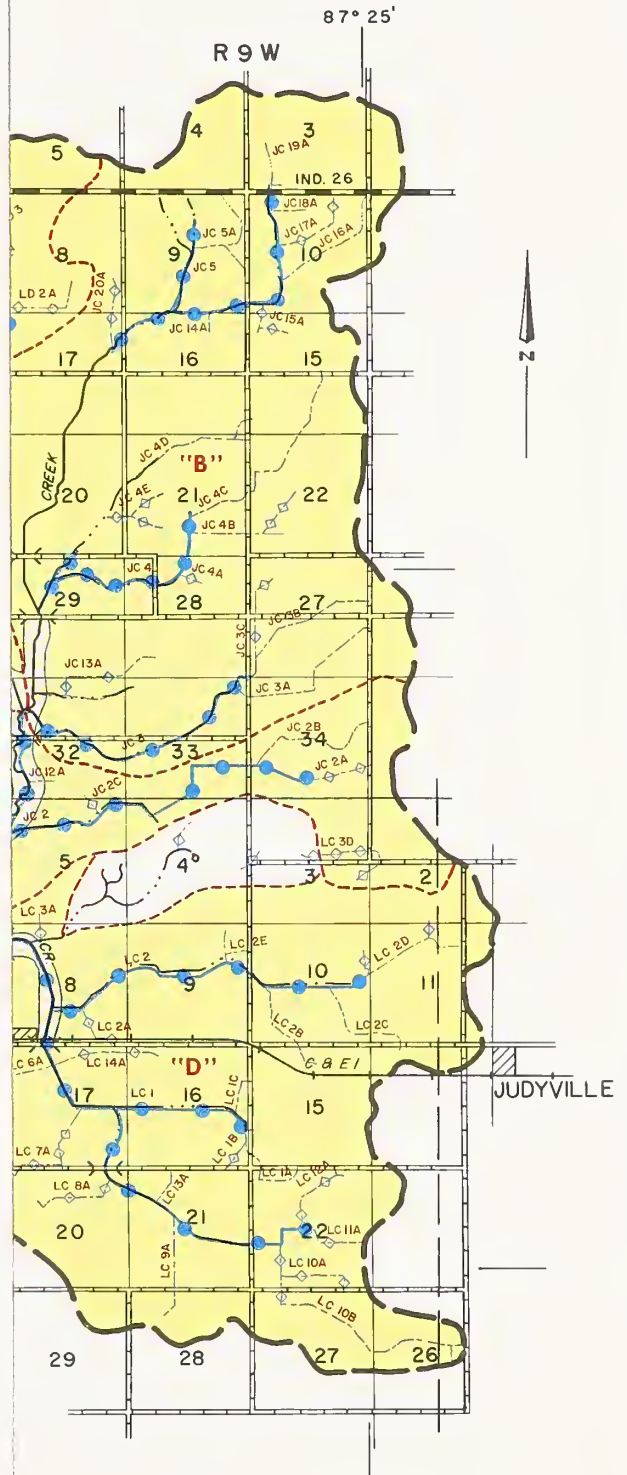 87° 25'
R 9 W
4
3
5
JC 19A
IND. 26
JC 18A
JC 17A
JC 16A
JC 5A
9
10
8
JC 5
LD 2A
JC 20A
JC 15A
JC 14A
17
16
15
N
JC 4D
"B"
CREEK
20
JC 4E
21
JC 4C
22
JC 4B
JC 4
JC 4A
29
28
27
JC 3B
JC 3C
JC 13A
JC 3A
JC 2B
34
32
JC 3
33
JC 12A
JC 2C
JC 2A
JC 2
LC 3D
5
4
3
2
LC 3A
CR.
LC 2E
LC 2
LC 2D
8
9
10
11
LC 2A
LC 2B
LC 2C
LC 6A
LC 14A
"D"
C & E I
JUDYVILLE
17
LC 1
16
LC 1C
15
LC 1B
LC 7A
LC 1A
LC 12A
LC 8A
LC 13A
20
21
22
LC 11A
LC 9A
LC 10A
LC 10B
29
28
27
26